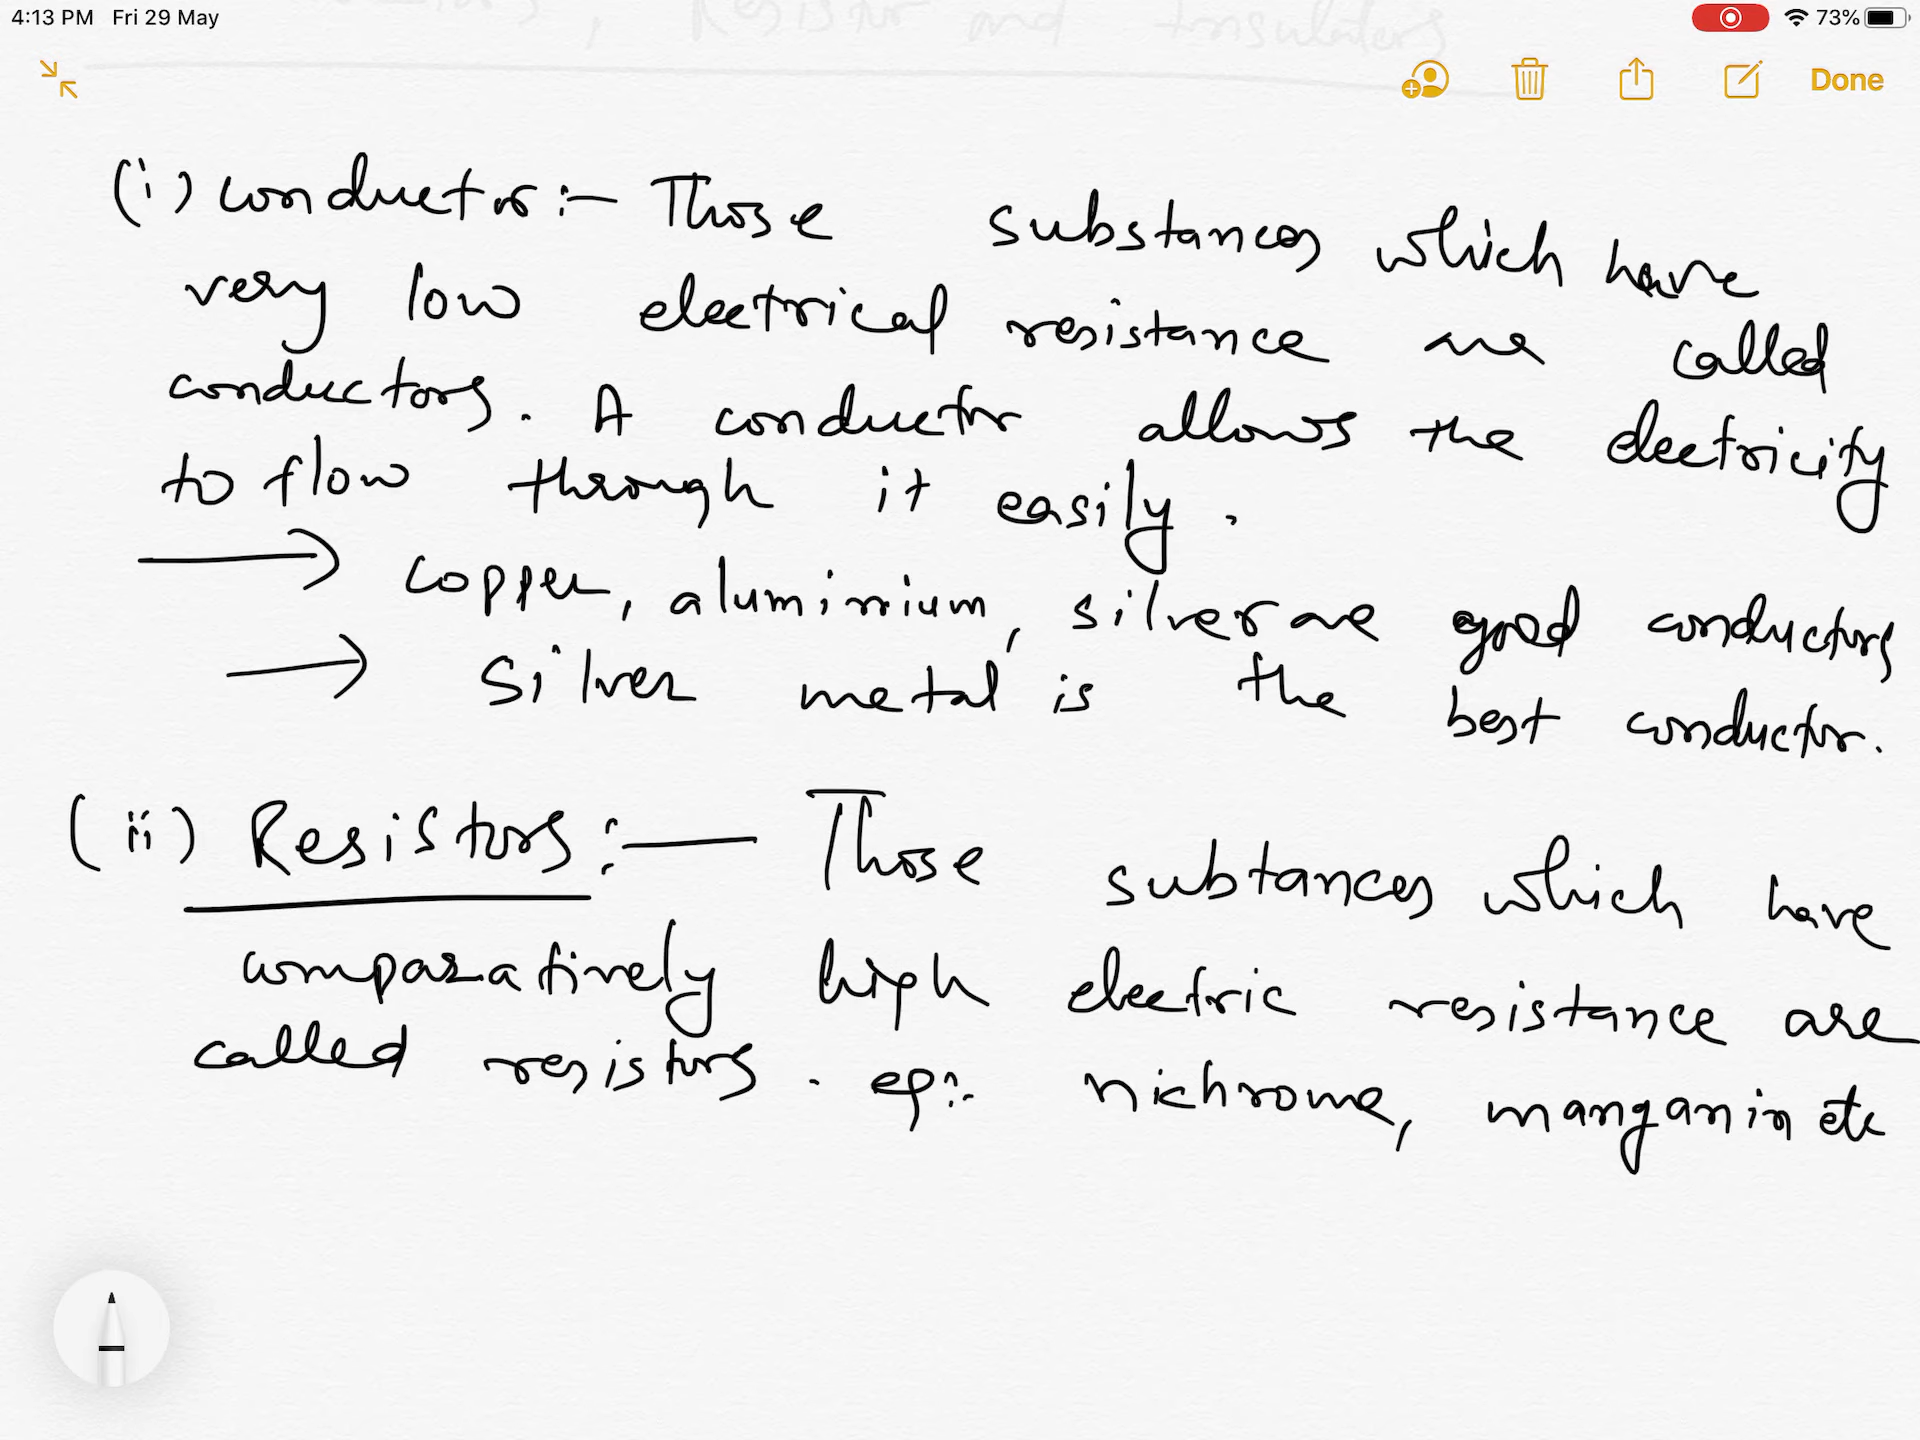 4:13 PM Fri 29 May 73%
Resistor and Insulators
Done
(i) conductor:- Those substances which have
very low electrical resistance are called
conductors. A conductor allows the electricity
to flow through it easily.
→ copper, aluminium, silver are good conductors
→ Silver metal is the best conductor.
(ii) Resistors:- Those subtances which have
comparatively high electric resistance are
called resistors. eg:- nichrome, manganin etc